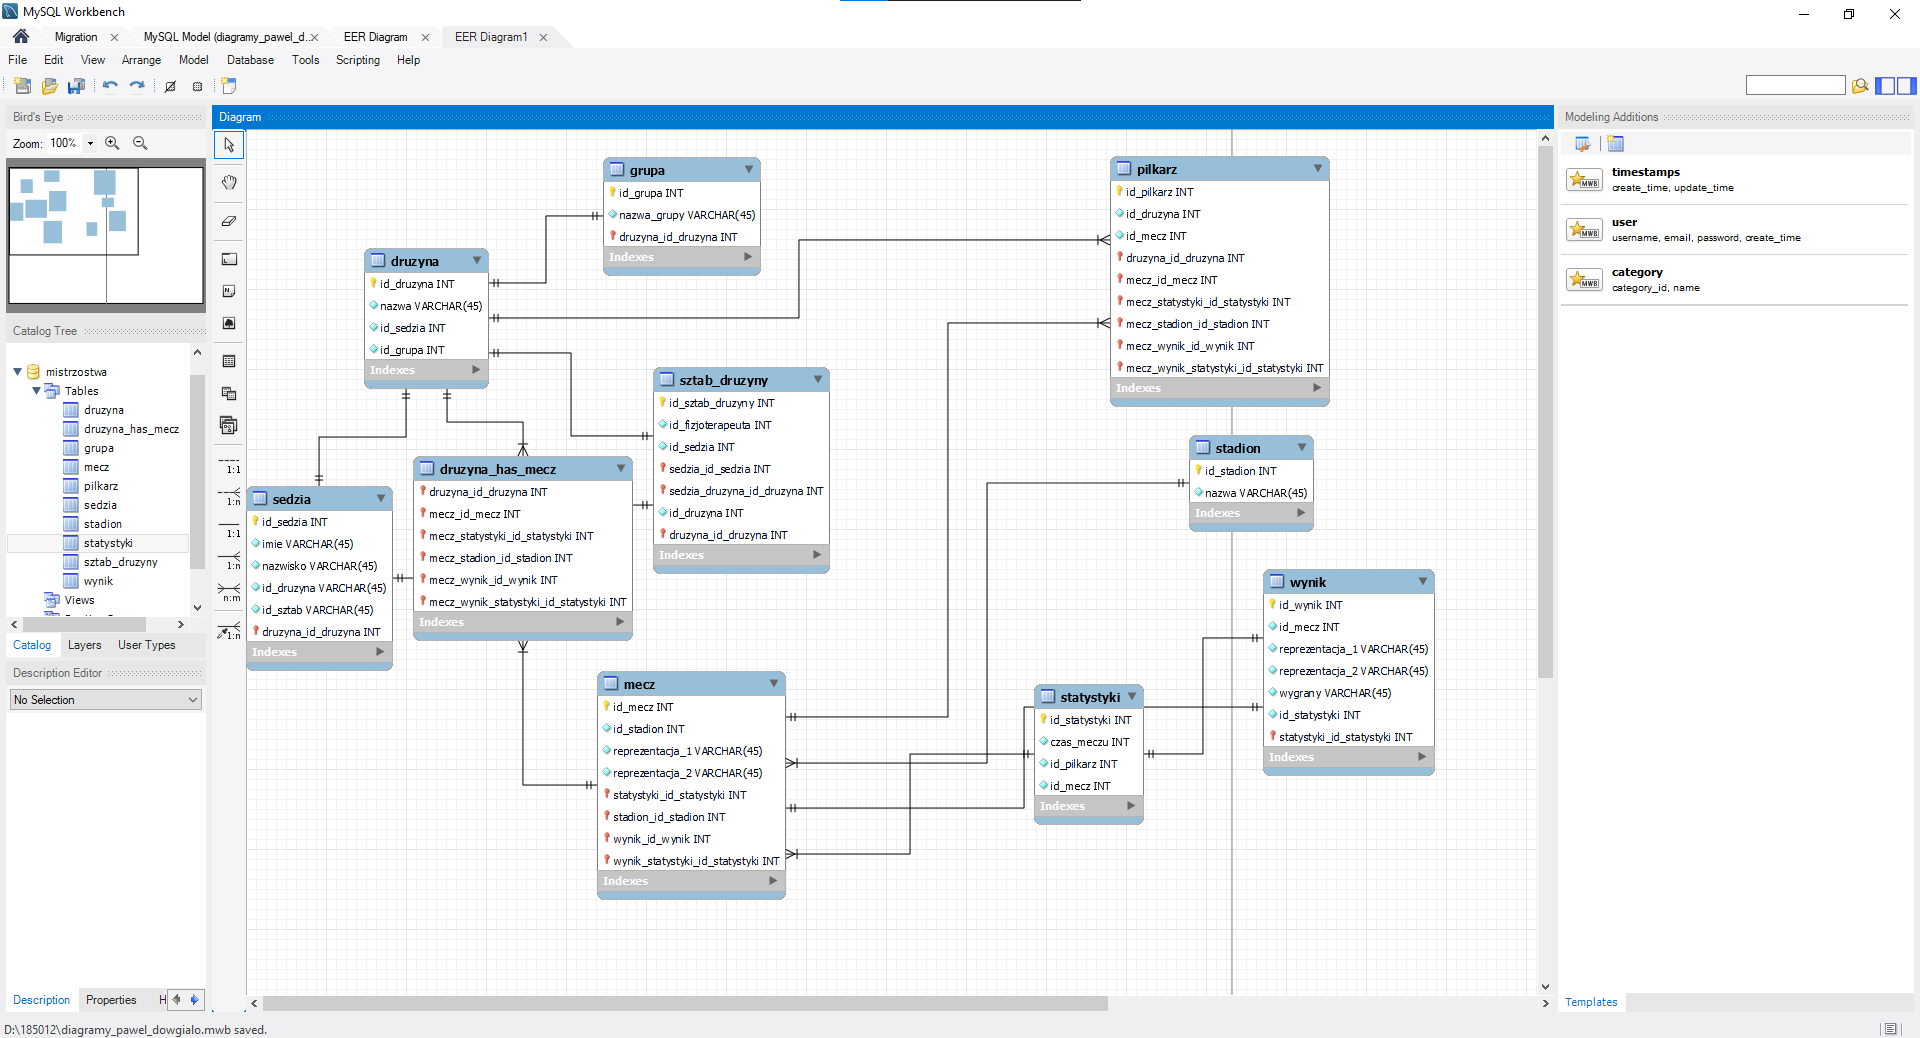 MySQL Workbench
Migration
MySQL Model (diagramy_pawel_d...
EER Diagram
EER Diagram1
File Edit View Arrange Model Database Tools Scripting Help
Bird's Eye
Zoom: 100%
Catalog Tree
mistrzostwa
Tables
druzyna
druzyna_has_mecz
grupa
mecz
pilkarz
sedzia
stadion
statystyki
sztab_druzyny
wynik
Views
Catalog Layers User Types
Description Editor
No Selection
Description Properties H
D:\185012\diagramy_pawel_dowgialo.mwb saved.
Diagram
1:1
1:n
1:1
1:n
n:m
1:n
grupa
id_grupa INT
nazwa_grupy VARCHAR(45)
druzyna_id_druzyna INT
Indexes
druzyna
id_druzyna INT
nazwa VARCHAR(45)
id_sedzia INT
id_grupa INT
Indexes
pilkarz
id_pilkarz INT
id_druzyna INT
id_mecz INT
druzyna_id_druzyna INT
mecz_id_mecz INT
mecz_statystyki_id_statystyki INT
mecz_stadion_id_stadion INT
mecz_wynik_id_wynik INT
mecz_wynik_statystyki_id_statystyki INT
Indexes
sztab_druzyny
id_sztab_druzyny INT
id_fizjoterapeuta INT
id_sedzia INT
sedzia_id_sedzia INT
sedzia_druzyna_id_druzyna INT
id_druzyna INT
druzyna_id_druzyna INT
Indexes
druzyna_has_mecz
druzyna_id_druzyna INT
mecz_id_mecz INT
mecz_statystyki_id_statystyki INT
mecz_stadion_id_stadion INT
mecz_wynik_id_wynik INT
mecz_wynik_statystyki_id_statystyki INT
Indexes
sedzia
id_sedzia INT
imie VARCHAR(45)
nazwisko VARCHAR(45)
id_druzyna VARCHAR(45)
id_sztab VARCHAR(45)
druzyna_id_druzyna INT
Indexes
stadion
id_stadion INT
nazwa VARCHAR(45)
Indexes
wynik
id_wynik INT
id_mecz INT
reprezentacja_1 VARCHAR(45)
reprezentacja_2 VARCHAR(45)
wygrany VARCHAR(45)
id_statystyki INT
statystyki_id_statystyki INT
Indexes
mecz
id_mecz INT
id_stadion INT
reprezentacja_1 VARCHAR(45)
reprezentacja_2 VARCHAR(45)
statystyki_id_statystyki INT
stadion_id_stadion INT
wynik_id_wynik INT
wynik_statystyki_id_statystyki INT
Indexes
statystyki
id_statystyki INT
czas_meczu INT
id_pilkarz INT
id_mecz INT
Indexes
Modeling Additions
timestamps
create_time, update_time
user
username, email, password, create_time
category
category_id, name
MWB
MWB
MWB
Templates